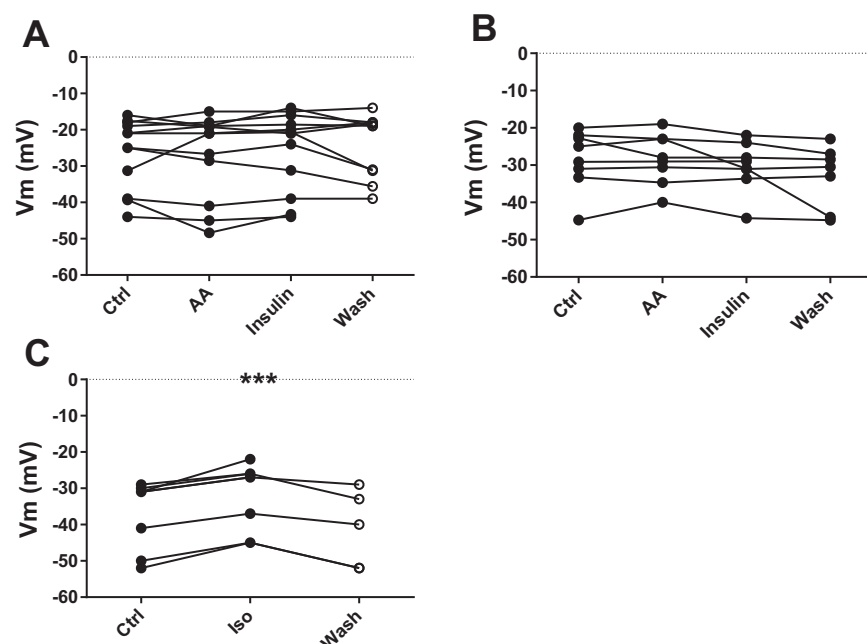 A
Vm (mV)
0
-10
-20
-30
-40
-50
-60
Ctrl
AA
Insulin
Wash
B
Vm (mV)
0
-10
-20
-30
-40
-50
-60
Ctrl
AA
Insulin
Wash
C
***
Vm (mV)
0
-10
-20
-30
-40
-50
-60
Ctrl
Iso
Wash